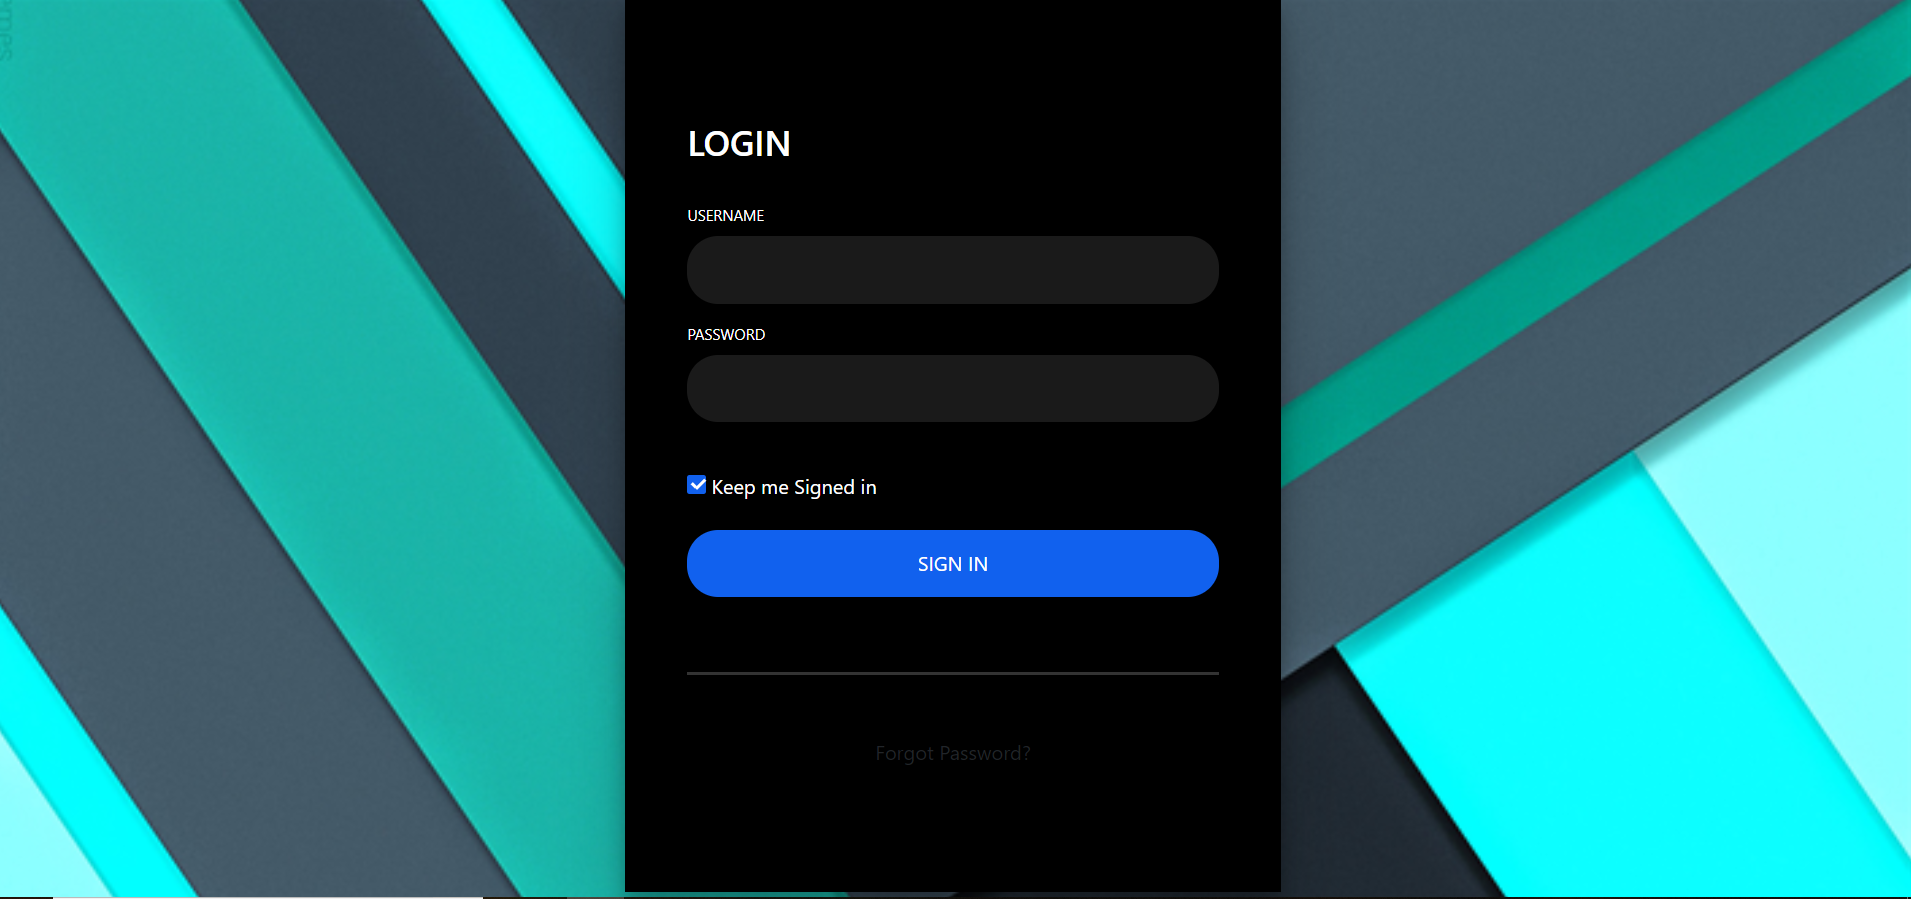 LOGIN
USERNAME
PASSWORD
Keep me Signed in
SIGN IN
Forgot Password?